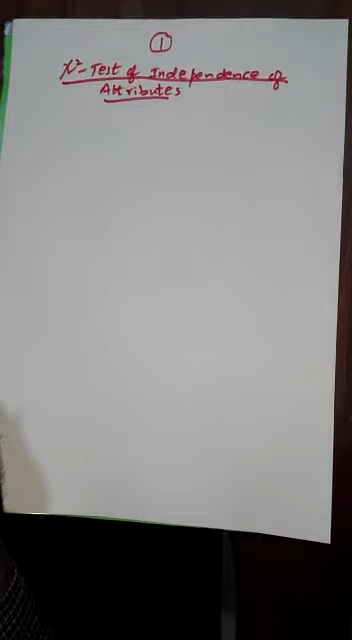 1
χ²-Test of Independence of
Attributes